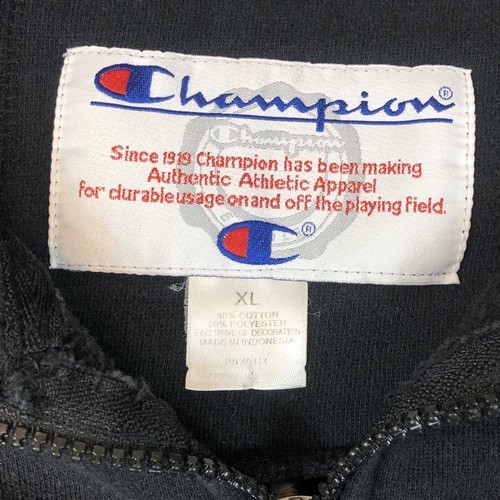 Champion®
Champion
Since 1919 Champion has been making
Authentic Athletic Apparel
for durable usage on and off the playing field.
®
XL
80% COTTON
20% POLYESTER
EXCLUSIVE OF DECORATION
MADE IN INDONESIA